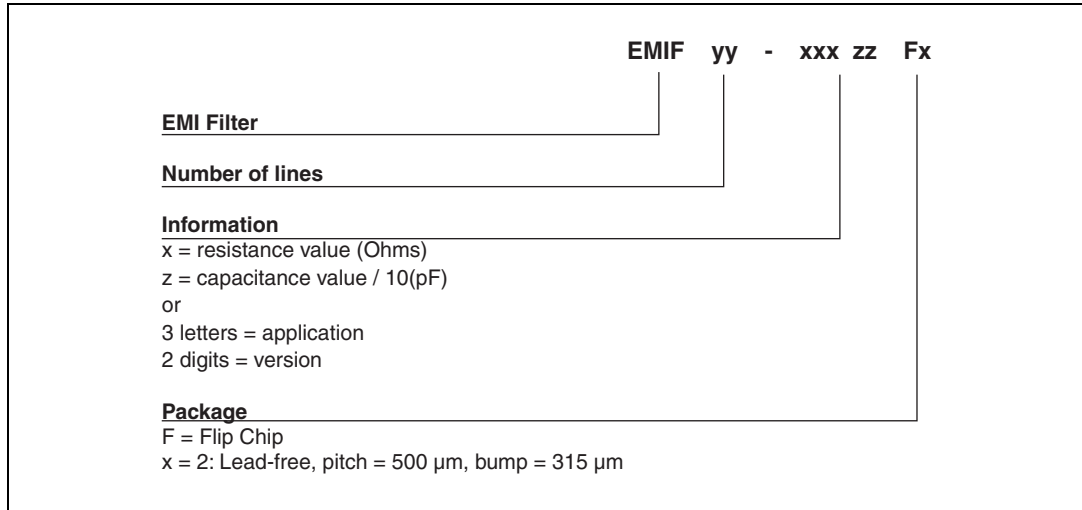 EMIF yy - xxx zz Fx
EMI Filter
Number of lines
Information
x = resistance value (Ohms)
z = capacitance value / 10(pF)
or
3 letters = application
2 digits = version
Package
F = Flip Chip
x = 2: Lead-free, pitch = 500 µm, bump = 315 µm